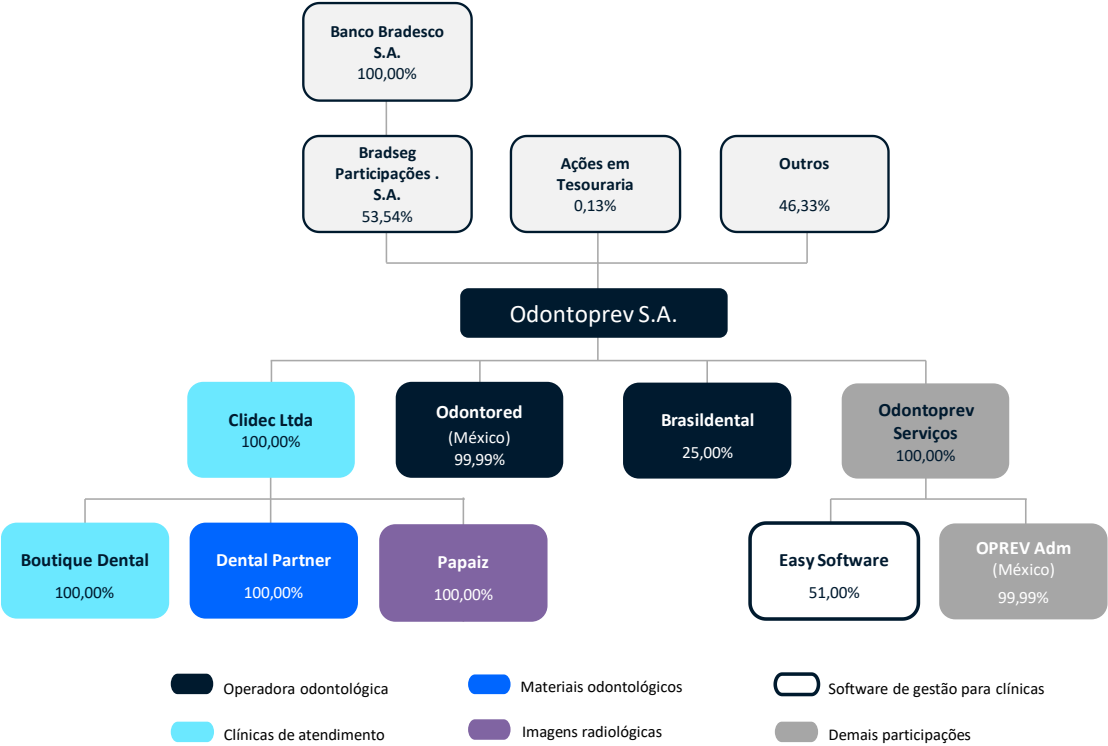 Banco Bradesco
S.A.
100,00%
Bradseg
Participações .
S.A.
53,54%
Ações em
Tesouraria
0,13%
Outros
46,33%
Odontoprev S.A.
Clidec Ltda
100,00%
Odontored
(México)
99,99%
Brasildental
25,00%
Odontoprev
Serviços
100,00%
Boutique Dental
100,00%
Dental Partner
100,00%
Papaiz
100,00%
Easy Software
51,00%
OPREV Adm
(México)
99,99%
Operadora odontológica
Materiais odontológicos
Software de gestão para clínicas
Clínicas de atendimento
Imagens radiológicas
Demais participações